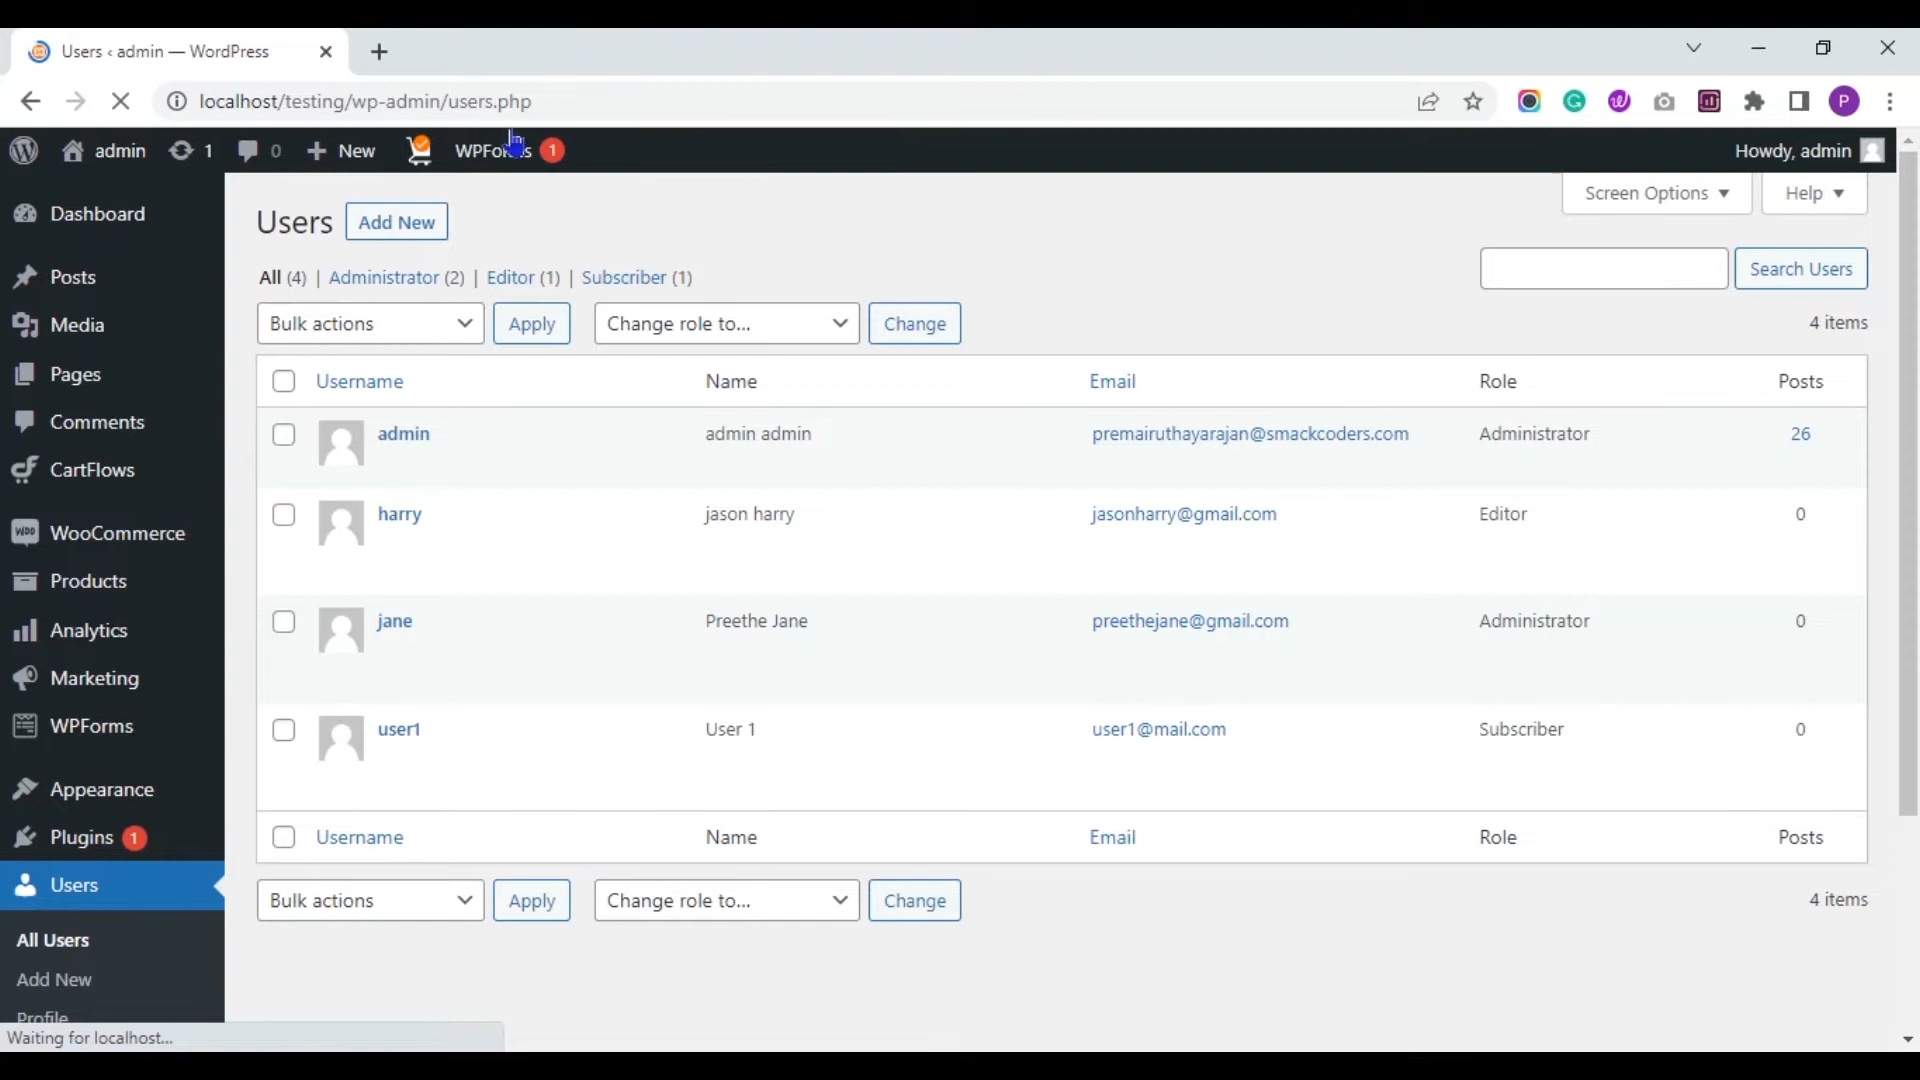 Users ‹ admin — WordPress
localhost/testing/wp-admin/users.php
P
admin 1 0 New WPForms 1 Howdy, admin
Screen Options Help
Dashboard
Posts
Media
Pages
Comments
CartFlows
WooCommerce
Products
Analytics
Marketing
WPForms
Appearance
Plugins 1
Users
All Users
Add New
Profile
Users Add New
All (4) | Administrator (2) | Editor (1) | Subscriber (1)
Search Users
Bulk actions Apply Change role to... Change 4 items
Username Name Email Role Posts
admin admin admin premairuthayarajan@smackcoders.com Administrator 26
harry jason harry jasonharry@gmail.com Editor 0
jane Preethe Jane preethejane@gmail.com Administrator 0
user1 User 1 user1@mail.com Subscriber 0
Username Name Email Role Posts
Bulk actions Apply Change role to... Change 4 items
Waiting for localhost...